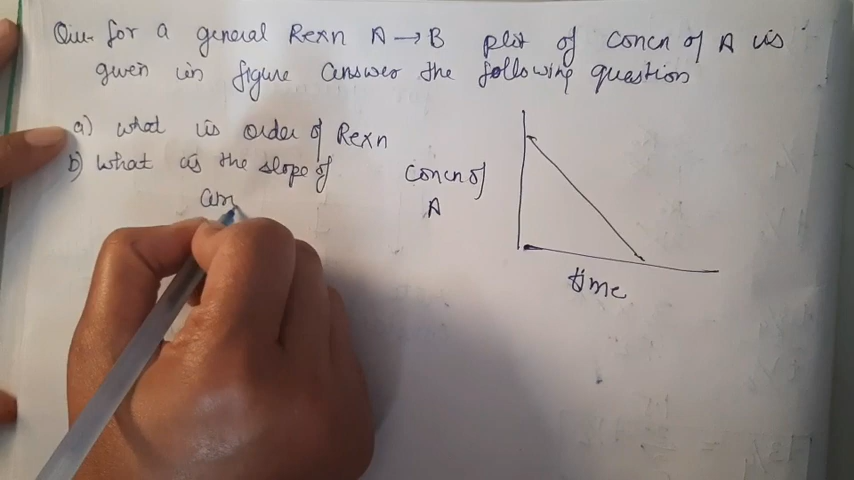 Qu- for a general Rexn A → B plot of concn of A is
given in figure answer the following question
a) what is order of Rexn
b) what is the slope of
concn of
A
time